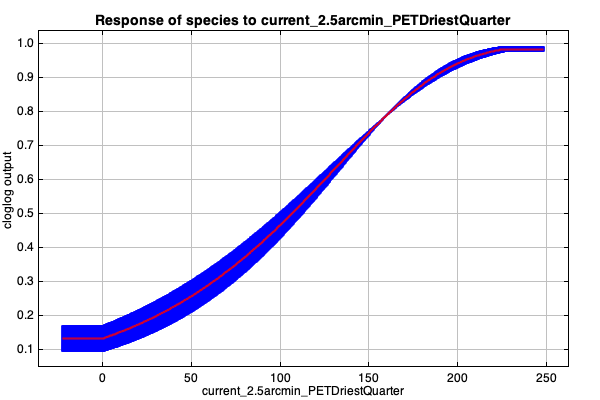 Response of species to current_2.5arcmin_PETDriestQuarter
1.0
0.9
0.8
0.7
0.6
0.5
0.4
0.3
0.2
0.1
cloglog output
0 50 100 150 200 250
current_2.5arcmin_PETDriestQuarter